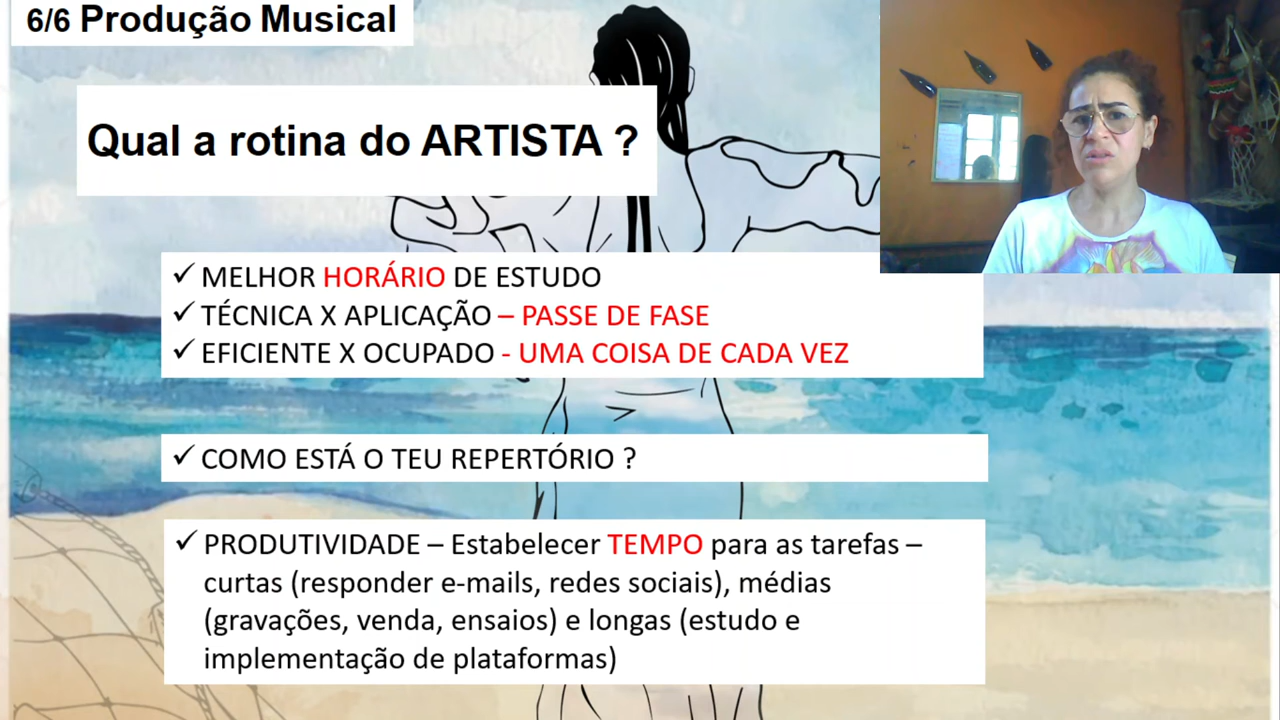 6/6 Produção Musical
Qual a rotina do ARTISTA ?
✓ MELHOR HORÁRIO DE ESTUDO
✓ TÉCNICA X APLICAÇÃO – PASSE DE FASE
✓ EFICIENTE X OCUPADO - UMA COISA DE CADA VEZ
✓ COMO ESTÁ O TEU REPERTÓRIO ?
✓ PRODUTIVIDADE – Estabelecer TEMPO para as tarefas –
curtas (responder e-mails, redes sociais), médias
(gravações, venda, ensaios) e longas (estudo e
implementação de plataformas)